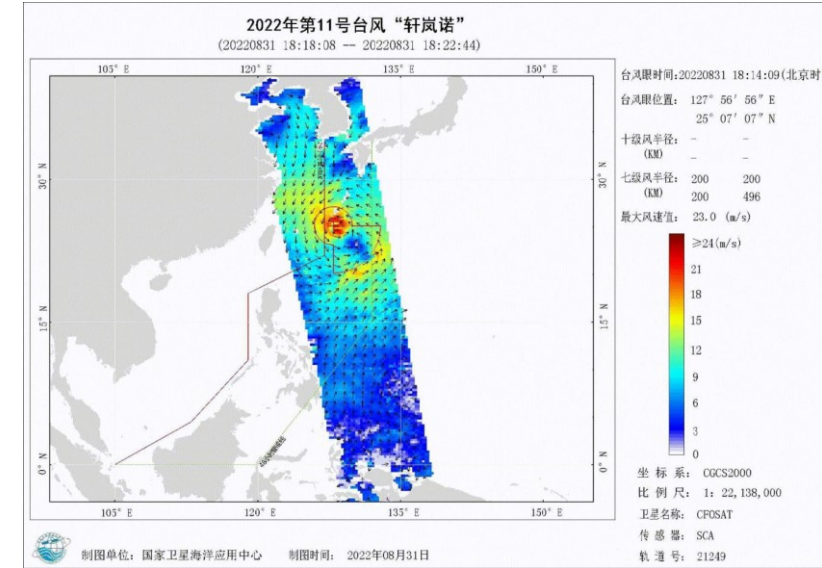 2022年第11号台风“轩岚诺”
(20220831 18:18:08 -- 20220831 18:22:44)
105° E 120° E 135° E 150° E
30° N
15° N
0° N
30° N
15° N
0° N
105° E 120° E 135° E 150° E
台风眼时间:20220831 18:14:09(北京时
台风眼位置: 127° 56′ 56″E
25° 07′ 07″N
十级风半径: - -
(KM) - -
七级风半径: 200 200
(KM) 200 496
最大风速值: 23.0 (m/s)
≥24(m/s)
21
18
15
12
9
6
3
0
坐 标 系: CGCS2000
比 例 尺: 1: 22,138,000
卫星名称: CFOSAT
传 感 器: SCA
轨 道 号: 21249
制图单位: 国家卫星海洋应用中心 制图时间: 2022年08月31日